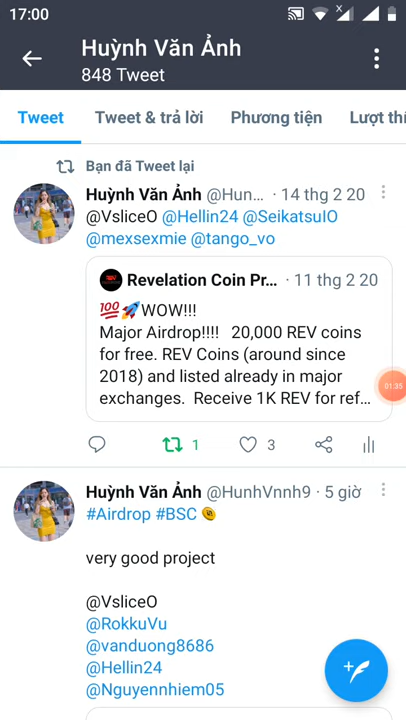 17:00
Huỳnh Văn Ảnh
848 Tweet
Tweet
Tweet & trả lời
Phương tiện
Lượt thí
Bạn đã Tweet lại
Huỳnh Văn Ảnh @Hun... · 14 thg 2 20
@VsliceO @Hellin24 @SeikatsuIO
@mexsexmie @tango_vo
Revelation Coin Pr... · 11 thg 2 20
💯🚀WOW!!!
Major Airdrop!!!! 20,000 REV coins
for free. REV Coins (around since
2018) and listed already in major
exchanges. Receive 1K REV for ref...
01:35
1
3
Huỳnh Văn Ảnh @HunhVnnh9 · 5 giờ
#Airdrop #BSC
very good project
@VsliceO
@RokkuVu
@vanduong8686
@Hellin24
@Nguyennhiem05